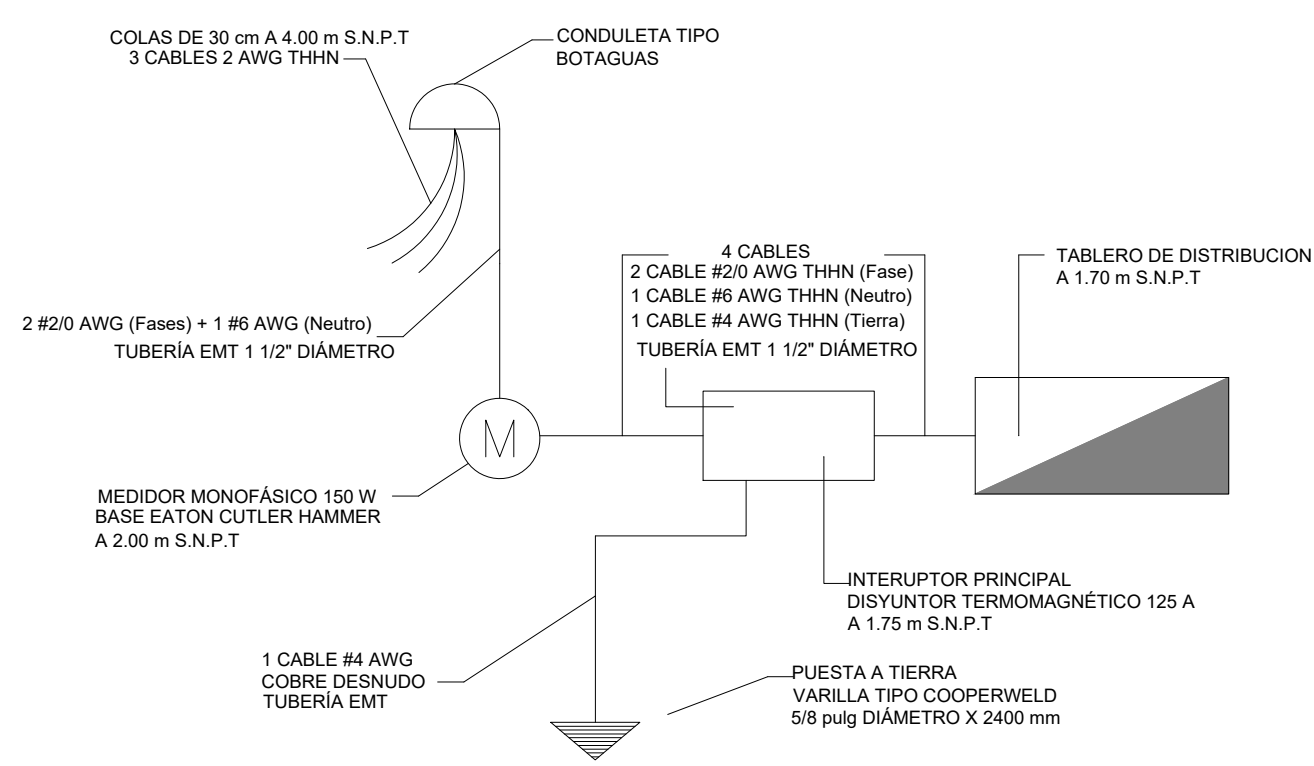 COLAS DE 30 cm A 4.00 m S.N.P.T
3 CABLES 2 AWG THHN
CONDULETA TIPO
BOTAGUAS
2 #2/0 AWG (Fases) + 1 #6 AWG (Neutro)
TUBERÍA EMT 1 1/2" DIÁMETRO
4 CABLES
2 CABLE #2/0 AWG THHN (Fase)
1 CABLE #6 AWG THHN (Neutro)
1 CABLE #4 AWG THHN (Tierra)
TUBERÍA EMT 1 1/2" DIÁMETRO
TABLERO DE DISTRIBUCION
A 1.70 m S.N.P.T
M
MEDIDOR MONOFÁSICO 150 W
BASE EATON CUTLER HAMMER
A 2.00 m S.N.P.T
INTERUPTOR PRINCIPAL
DISYUNTOR TERMOMAGNÉTICO 125 A
A 1.75 m S.N.P.T
1 CABLE #4 AWG
COBRE DESNUDO
TUBERÍA EMT
PUESTA A TIERRA
VARILLA TIPO COOPERWELD
5/8 pulg DIÁMETRO X 2400 mm